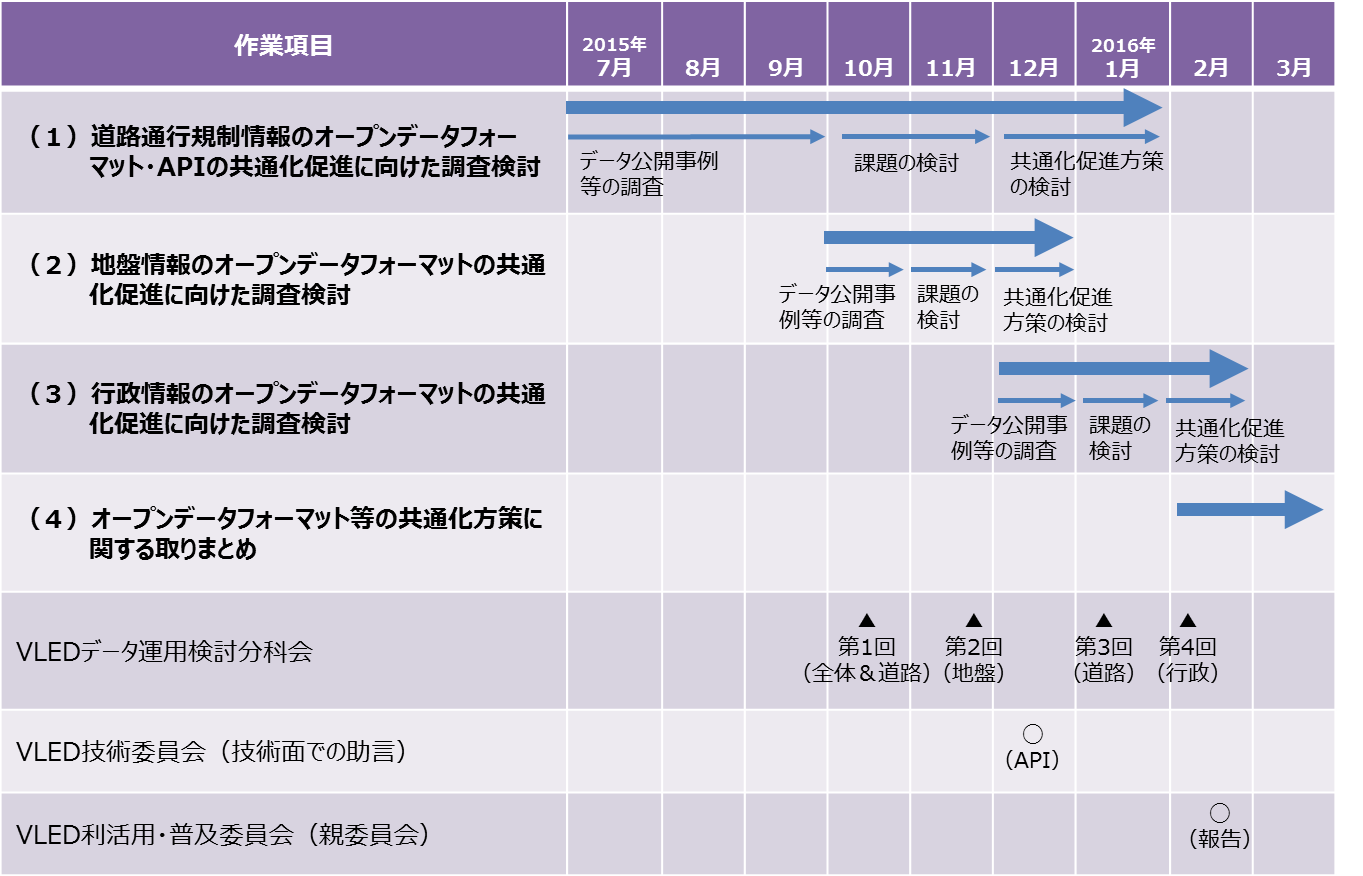 作業項目
2015年
7月
8月
9月
10月
11月
12月
2016年
1月
2月
3月
（１）道路通行規制情報のオープンデータフォー
マット・APIの共通化促進に向けた調査検討
データ公開事例
等の調査
課題の検討
共通化促進方策
の検討
（２）地盤情報のオープンデータフォーマットの共通
化促進に向けた調査検討
データ公開事
例等の調査
課題の
検討
共通化促進
方策の検討
（３）行政情報のオープンデータフォーマットの共通
化促進に向けた調査検討
データ公開事
例等の調査
課題の
検討
共通化促進
方策の検討
（４）オープンデータフォーマット等の共通化方策に
関する取りまとめ
VLEDデータ運用検討分科会
▲
第1回
（全体＆道路）
▲
第2回
（地盤）
▲
第3回
（道路）
▲
第4回
（行政）
VLED技術委員会（技術面での助言）
○
（API）
VLED利活用・普及委員会（親委員会）
○
（報告）